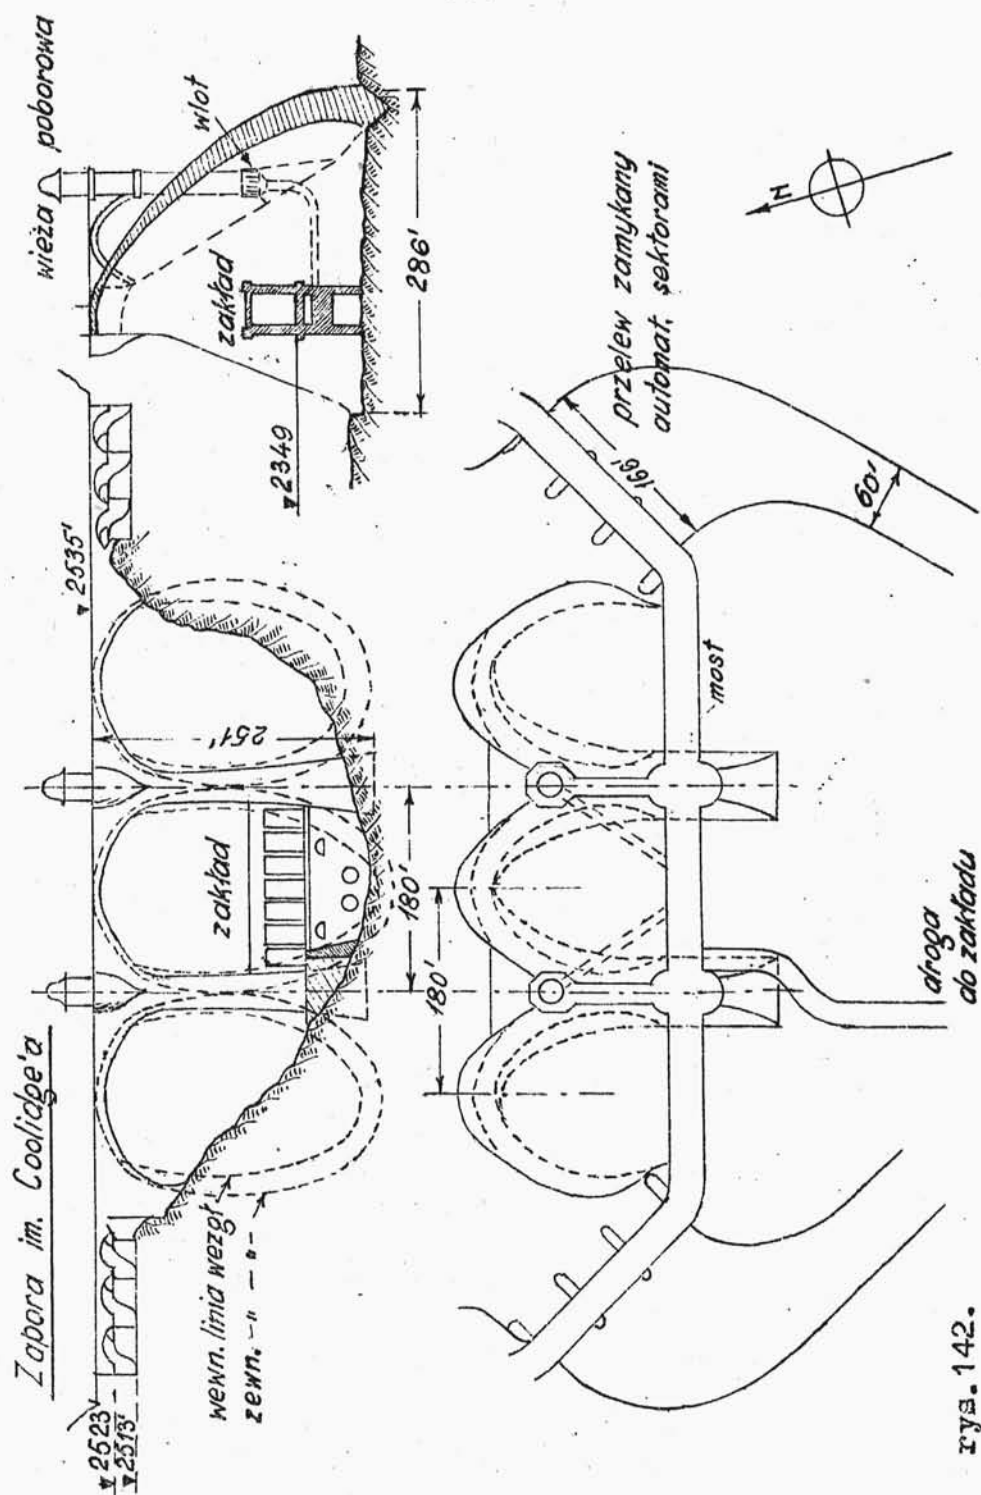 Zapora im. Coolidge'a
2523
2513'
wewn. linia wezgł.
zewn. - " - - " -
zakład
251'
2535'
180'
180'
wieża poborowa
wlot
zakład
2349
286'
przelew zamykany
automat. sektorami
166'
60'
most
droga
do zakładu
N
rys. 142.